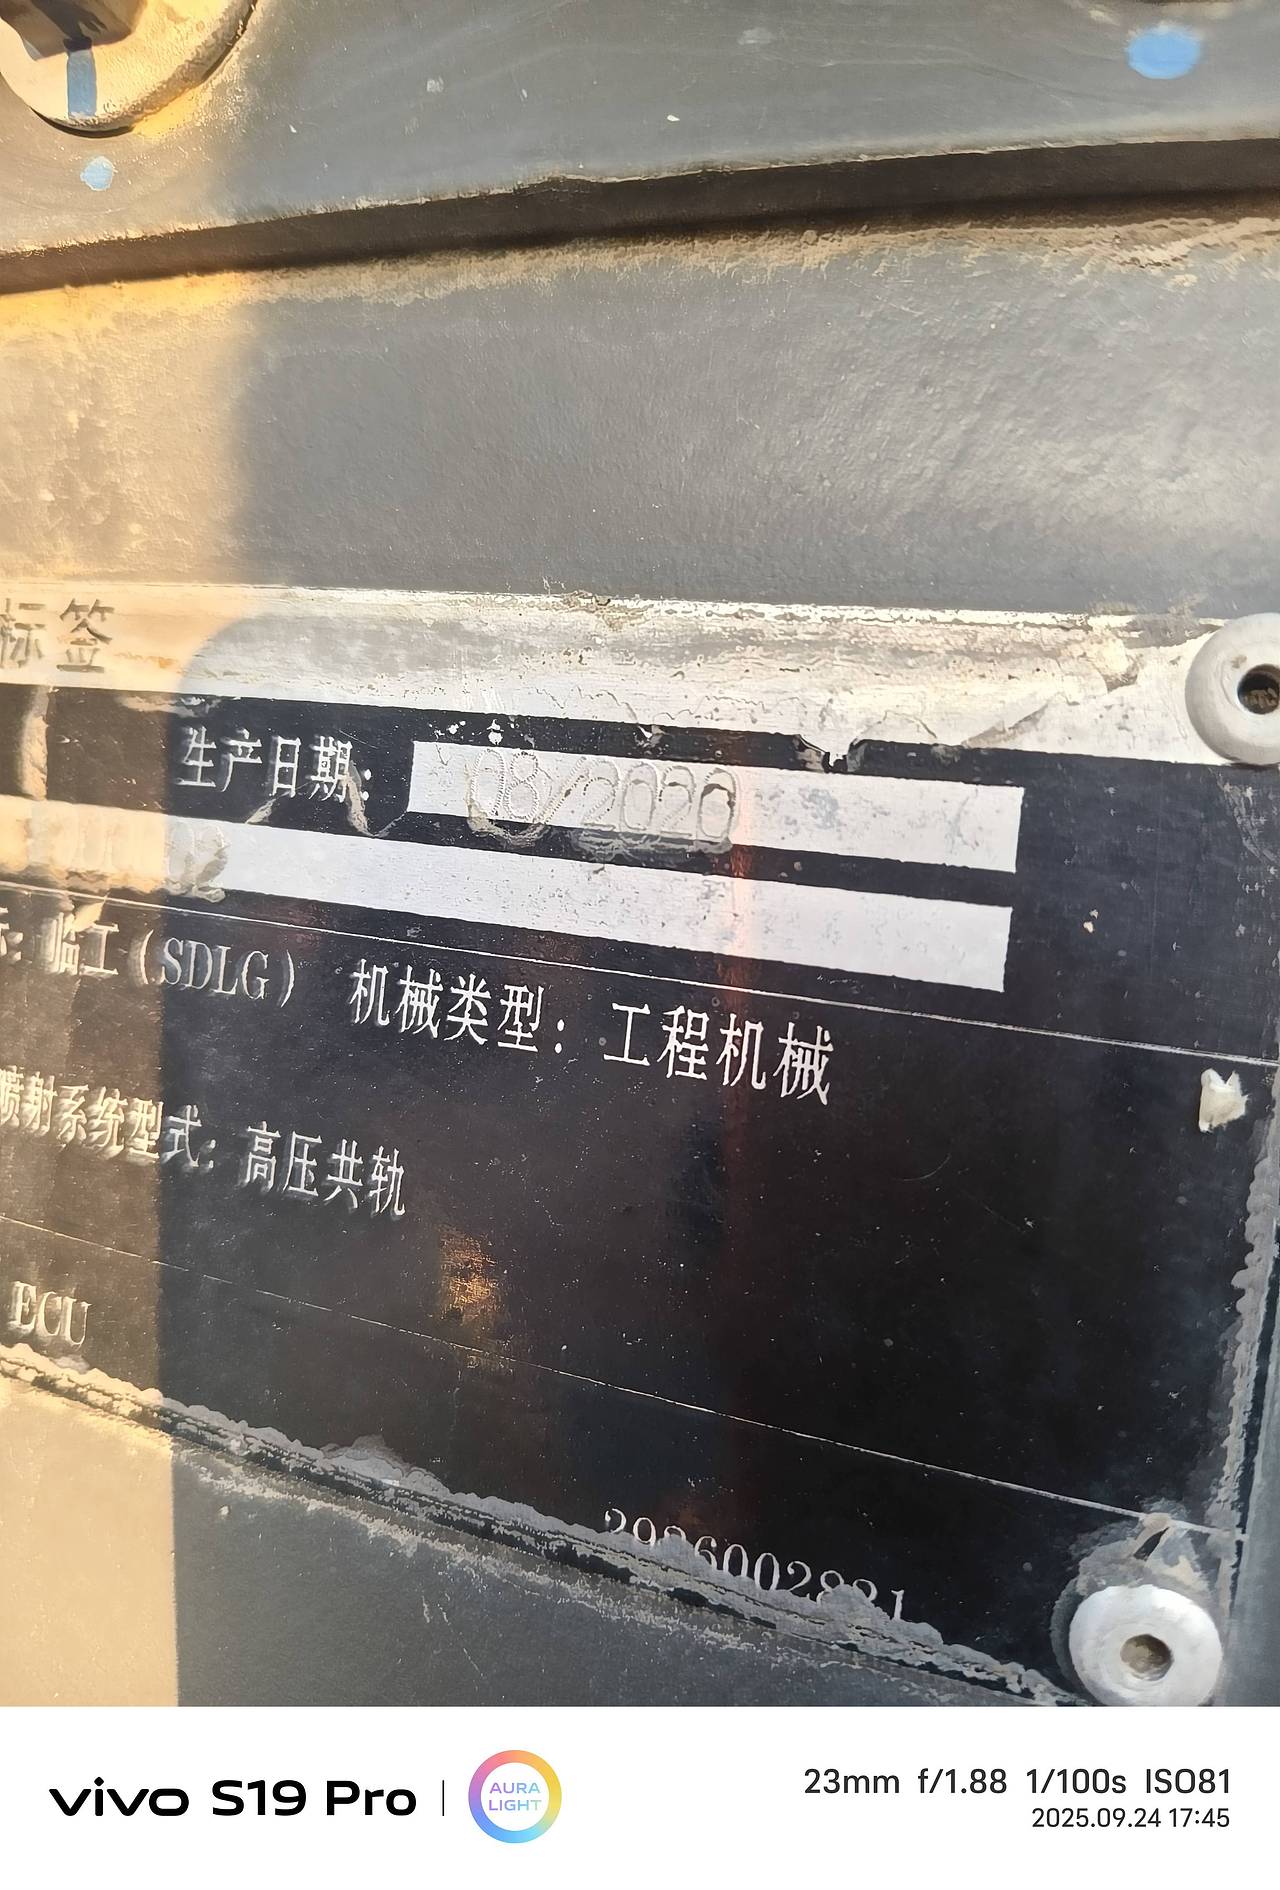 标签
生产日期: 08/2020
02
: 临工(SDLG) 机械类型: 工程机械
喷射系统型式: 高压共轨
ECU
vivo S19 Pro
AURA LIGHT
23mm f/1.88 1/100s ISO81
2025.09.24 17:45